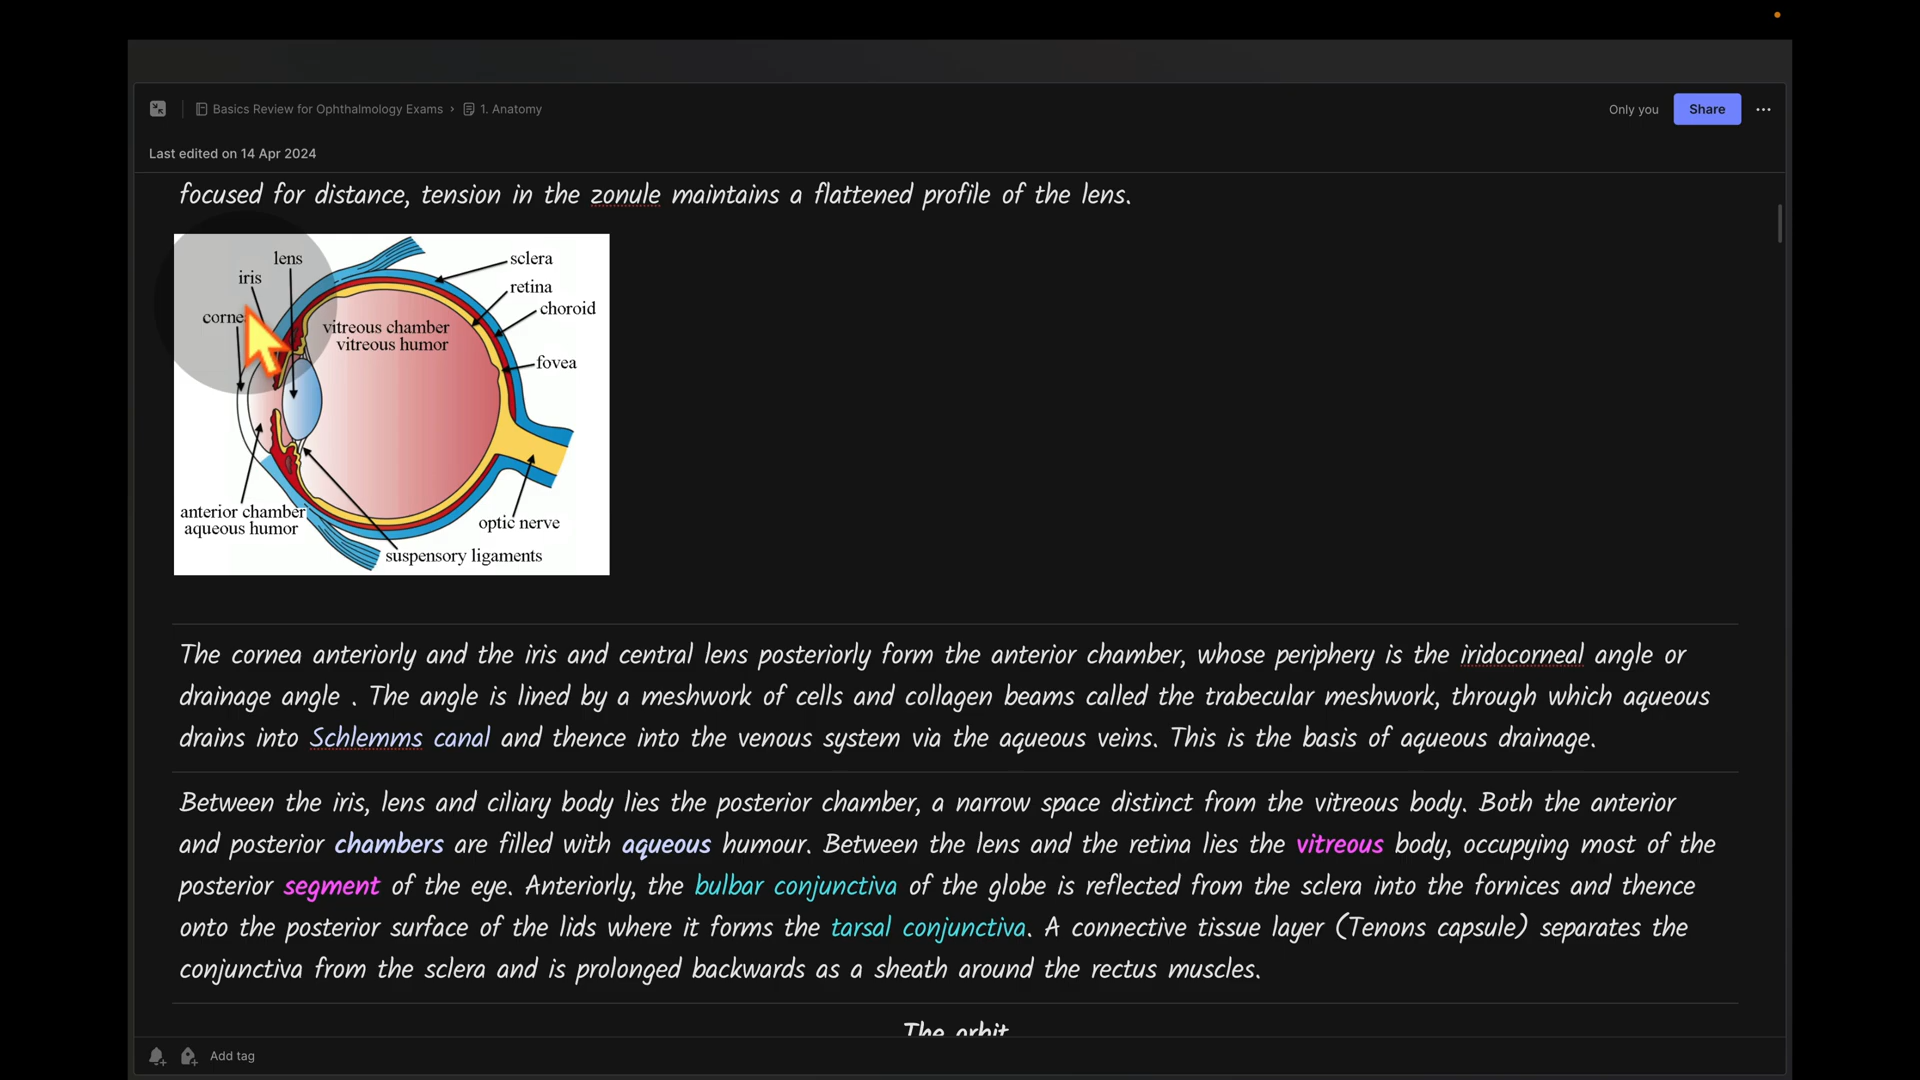 Basics Review for Ophthalmology Exams › 1. Anatomy
Only you
Share
Last edited on 14 Apr 2024
focused for distance, tension in the zonule maintains a flattened profile of the lens.
lens
iris
corne
sclera
retina
choroid
vitreous chamber
vitreous humor
fovea
anterior chamber
aqueous humor
optic nerve
suspensory ligaments
The cornea anteriorly and the iris and central lens posteriorly form the anterior chamber, whose periphery is the iridocorneal angle or
drainage angle . The angle is lined by a meshwork of cells and collagen beams called the trabecular meshwork, through which aqueous
drains into Schlemms canal and thence into the venous system via the aqueous veins. This is the basis of aqueous drainage.
Between the iris, lens and ciliary body lies the posterior chamber, a narrow space distinct from the vitreous body. Both the anterior
and posterior chambers are filled with aqueous humour. Between the lens and the retina lies the vitreous body, occupying most of the
posterior segment of the eye. Anteriorly, the bulbar conjunctiva of the globe is reflected from the sclera into the fornices and thence
onto the posterior surface of the lids where it forms the tarsal conjunctiva. A connective tissue layer (Tenons capsule) separates the
conjunctiva from the sclera and is prolonged backwards as a sheath around the rectus muscles.
The orbit
Add tag